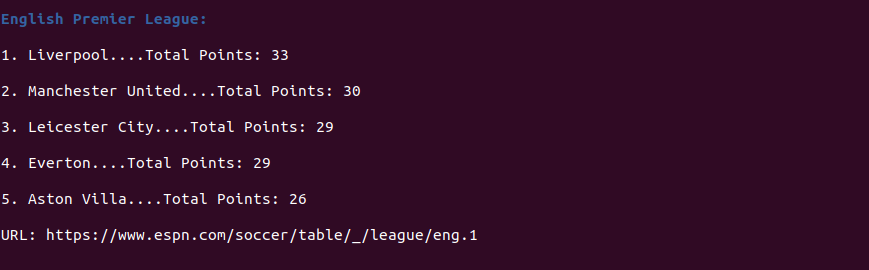 English Premier League:
1. Liverpool....Total Points: 33
2. Manchester United....Total Points: 30
3. Leicester City....Total Points: 29
4. Everton....Total Points: 29
5. Aston Villa....Total Points: 26
URL: https://www.espn.com/soccer/table/_/league/eng.1